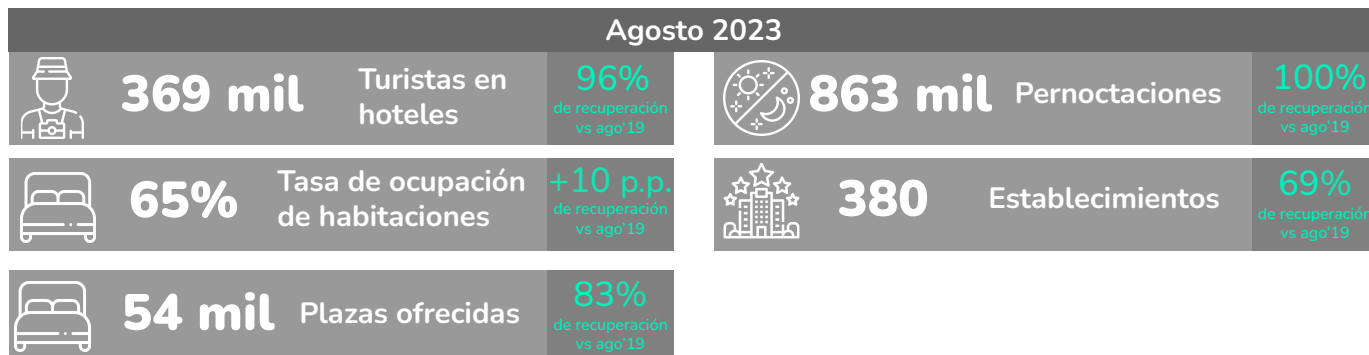 Agosto 2023
369 mil
Turistas en
hoteles
96%
de recuperación
vs ago'19
863 mil
Pernoctaciones
100%
de recuperación
vs ago'19
65%
Tasa de ocupación
de habitaciones
+10 p.p.
de recuperación
vs ago'19
380
Establecimientos
69%
de recuperación
vs ago'19
54 mil
Plazas ofrecidas
83%
de recuperación
vs ago'19